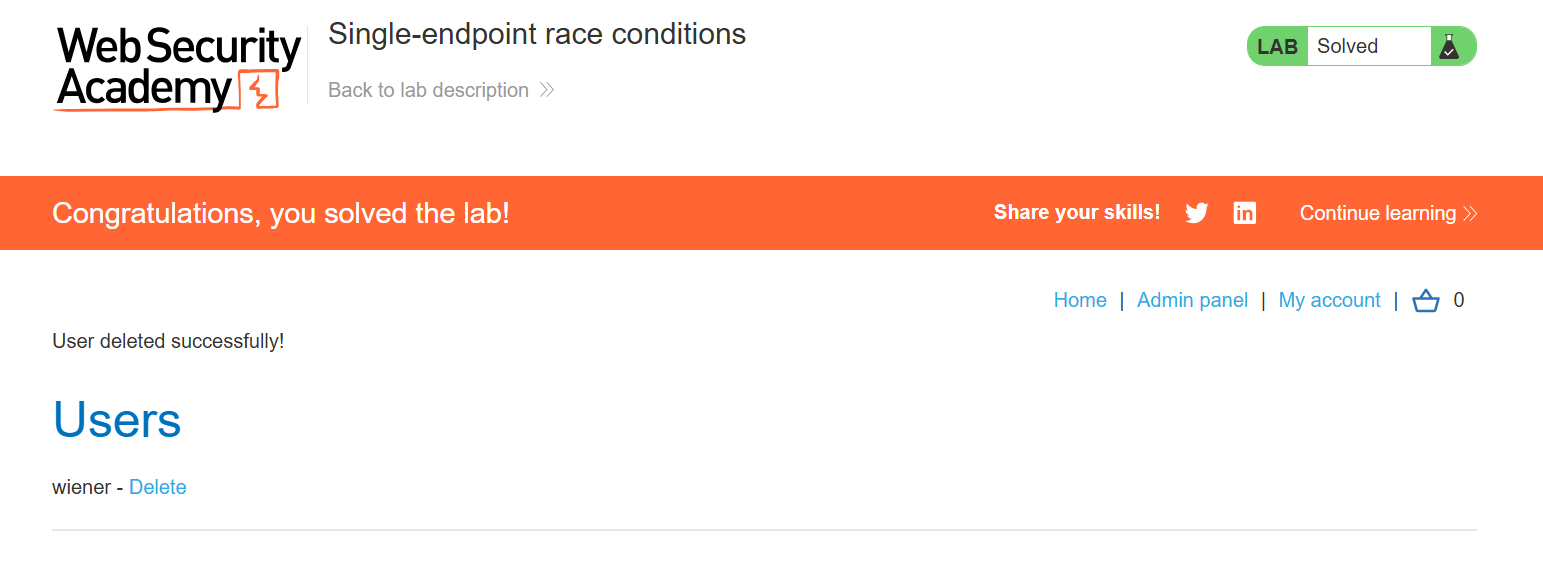 Web Security
Academy
Single-endpoint race conditions
Back to lab description
LAB Solved
Congratulations, you solved the lab!
Share your skills!
Continue learning
Home | Admin panel | My account | 0
User deleted successfully!
Users
wiener - Delete